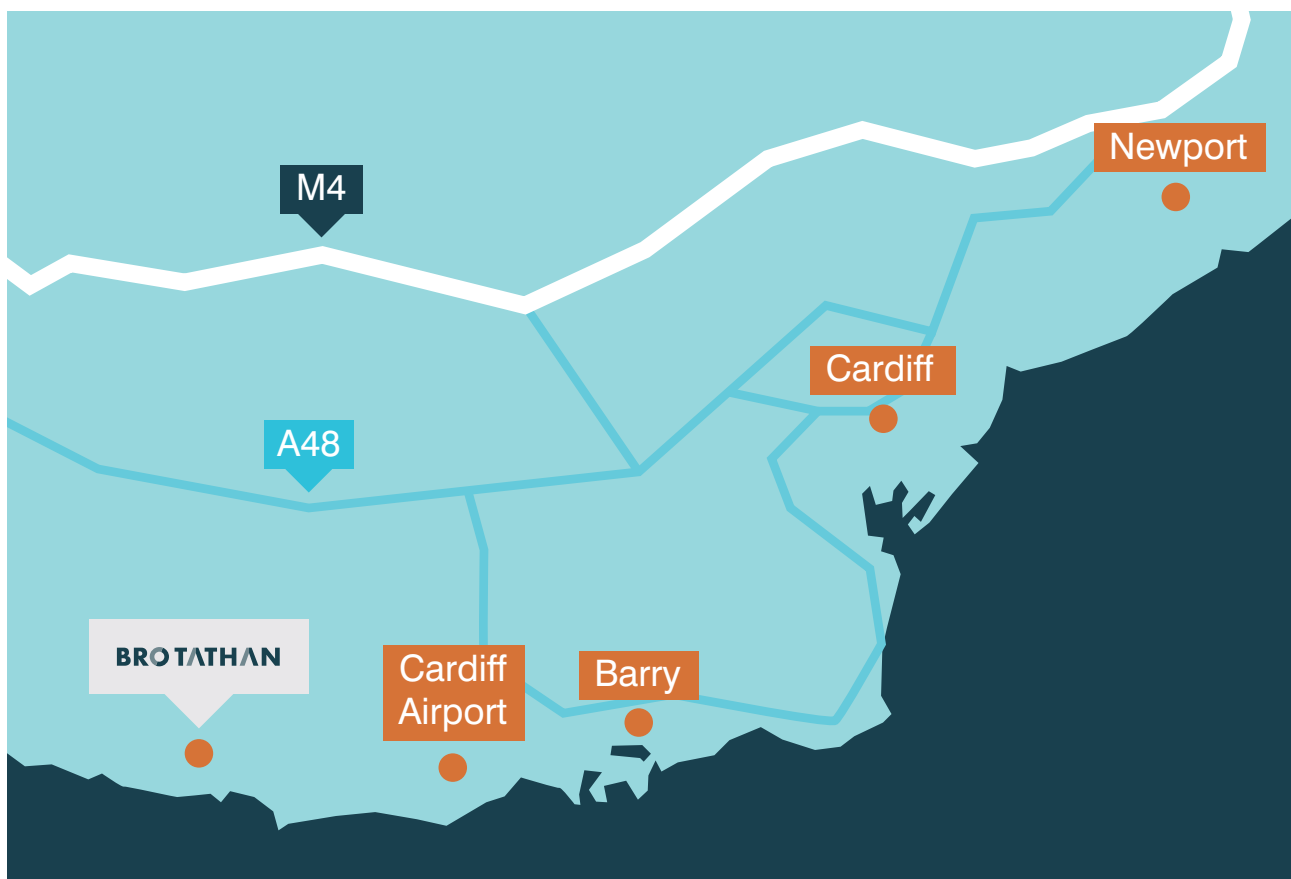 Newport
M4
Cardiff
A48
BRO TATHAN
Cardiff
Airport
Barry